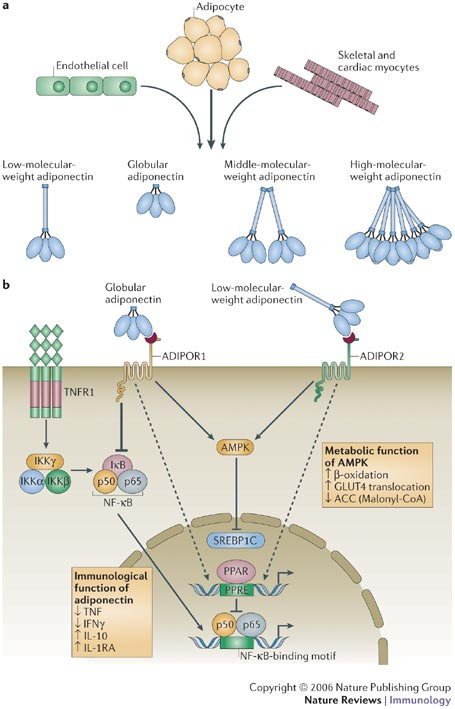 a
Adipocyte
Endothelial cell
Skeletal and
cardiac myocytes
Low-molecular-
weight adiponectin
Globular
adiponectin
Middle-molecular-
weight adiponectin
High-molecular-
weight adiponectin
b
Globular
adiponectin
Low-molecular-
weight adiponectin
ADIPOR1
ADIPOR2
TNFR1
AMPK
IKKγ
IKKα
IKKβ
IκB
p50
p65
NF-κB
Metabolic function
of AMPK
↑ β-oxidation
↑ GLUT4 translocation
↓ ACC (Malonyl-CoA)
SREBP1C
PPAR
PPRE
Immunological
function of
adiponectin
↓ TNF
↓ IFNγ
↑ IL-10
↑ IL-1RA
p50
p65
NF-κB-binding motif
Copyright © 2006 Nature Publishing Group
Nature Reviews | Immunology